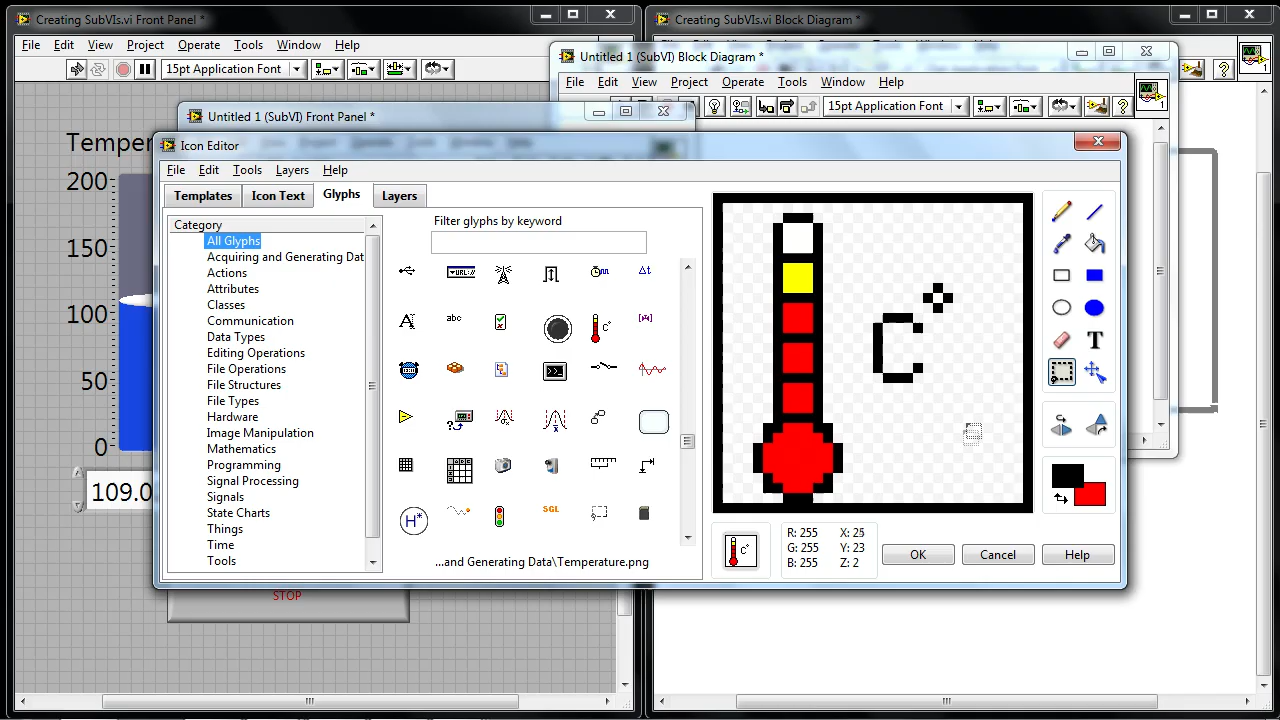 Creating SubVIs.vi Front Panel *
File Edit View Project Operate Tools Window Help
15pt Application Font
200
150
100
50
0
109.0
STOP
Creating SubVIs.vi Block Diagram *
Untitled 1 (SubVI) Block Diagram *
File Edit View Project Operate Tools Window Help
15pt Application Font
1
1
Untitled 1 (SubVI) Front Panel *
Icon Editor
File Edit Tools Layers Help
Templates Icon Text Glyphs Layers
Category
All Glyphs
Acquiring and Generating Dat
Actions
Attributes
Classes
Communication
Data Types
Editing Operations
File Operations
File Structures
File Types
Hardware
Image Manipulation
Mathematics
Programming
Signal Processing
Signals
State Charts
Things
Time
Tools
Filter glyphs by keyword
URL
Δt
A
abc
C°
H*
SGL
...and Generating Data\Temperature.png
C°
T
R: 255 X: 25
G: 255 Y: 23
B: 255 Z: 2
OK Cancel Help